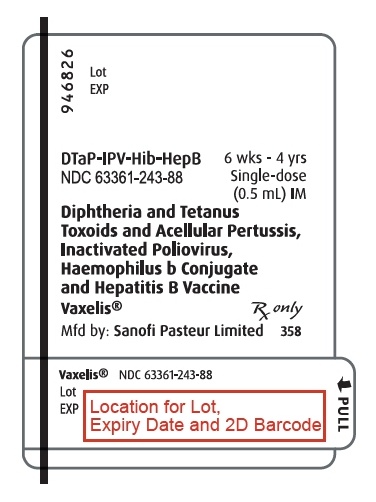 946826
Lot
EXP
DTaP-IPV-Hib-HepB 6 wks - 4 yrs
NDC 63361-243-88 Single-dose
(0.5 mL) IM
Diphtheria and Tetanus
Toxoids and Acellular Pertussis,
Inactivated Poliovirus,
Haemophilus b Conjugate
and Hepatitis B Vaccine
Vaxelis® Rx only
Mfd by: Sanofi Pasteur Limited 358
Vaxelis® NDC 63361-243-88
Lot
EXP
Location for Lot,
Expiry Date and 2D Barcode
PULL